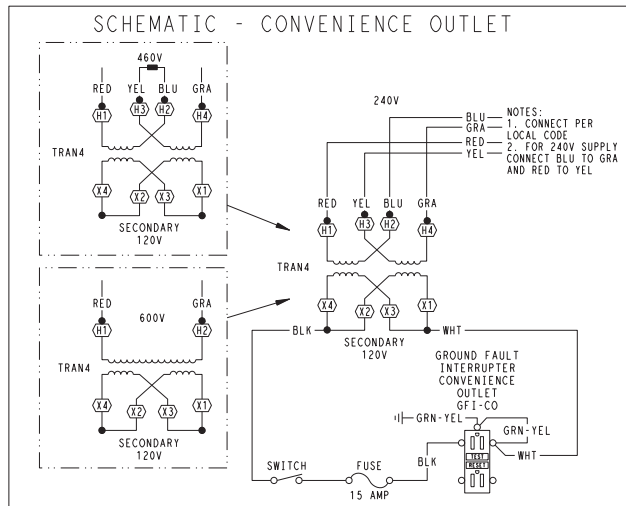 SCHEMATIC - CONVENIENCE OUTLET
460V
RED YEL BLU GRA
H1 H3 H2 H4
TRAN4
X4 X2 X3 X1
SECONDARY
120V
RED GRA
600V
H1 H2
TRAN4
X4 X2 X3 X1
SECONDARY
120V
240V
BLU
GRA
RED
YEL
NOTES:
1. CONNECT PER
LOCAL CODE
2. FOR 240V SUPPLY
CONNECT BLU TO GRA
AND RED TO YEL
RED YEL BLU GRA
H1 H3 H2 H4
TRAN4
X4 X2 X3 X1
BLK WHT
SECONDARY
120V
GROUND FAULT
INTERRUPTER
CONVENIENCE
OUTLET
GFI-CO
GRN-YEL
GRN-YEL
WHT
BLK
TEST
RESET
SWITCH
FUSE
15 AMP